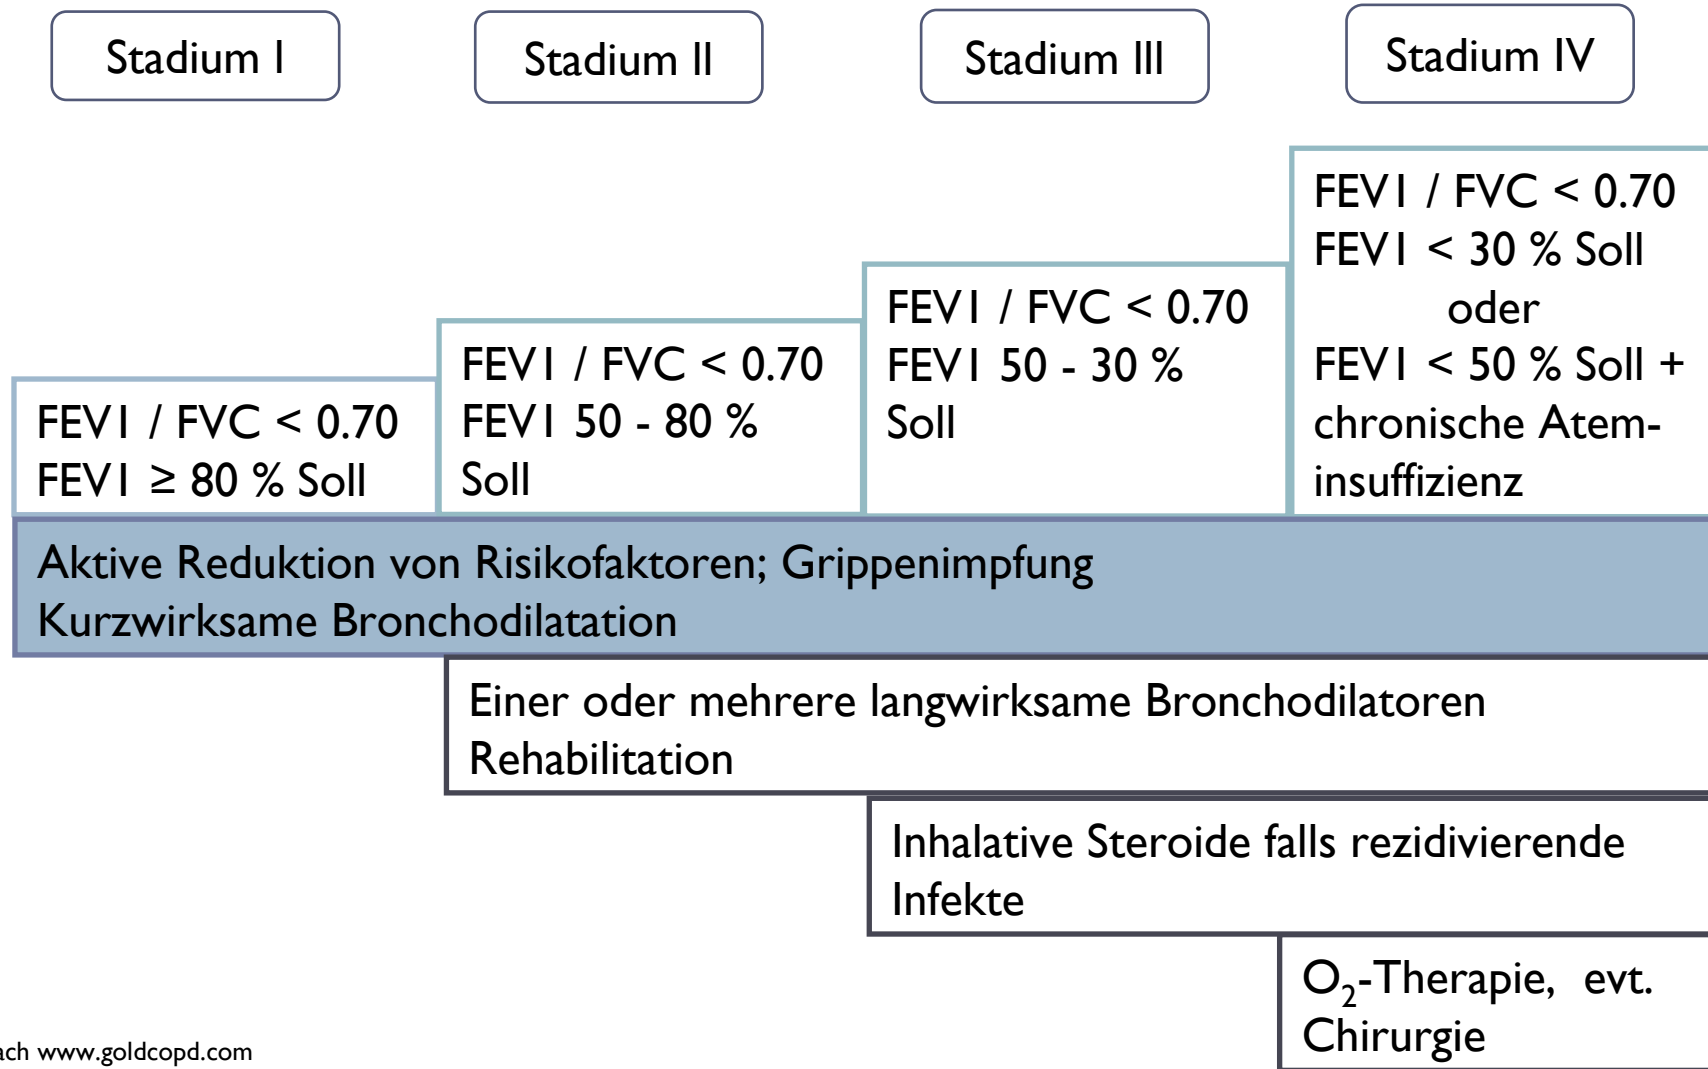 Stadium I
Stadium II
Stadium III
Stadium IV
FEV1 / FVC < 0.70
FEV1 ≥ 80 % Soll
FEV1 / FVC < 0.70
FEV1 50 - 80 %
Soll
FEV1 / FVC < 0.70
FEV1 50 - 30 %
Soll
FEV1 / FVC < 0.70
FEV1 < 30 % Soll
oder
FEV1 < 50 % Soll +
chronische Atem-
insuffizienz
Aktive Reduktion von Risikofaktoren; Grippenimpfung
Kurzwirksame Bronchodilatation
Einer oder mehrere langwirksame Bronchodilatoren
Rehabilitation
Inhalative Steroide falls rezidivierende
Infekte
O₂-Therapie, evt.
Chirurgie
ach www.goldcopd.com